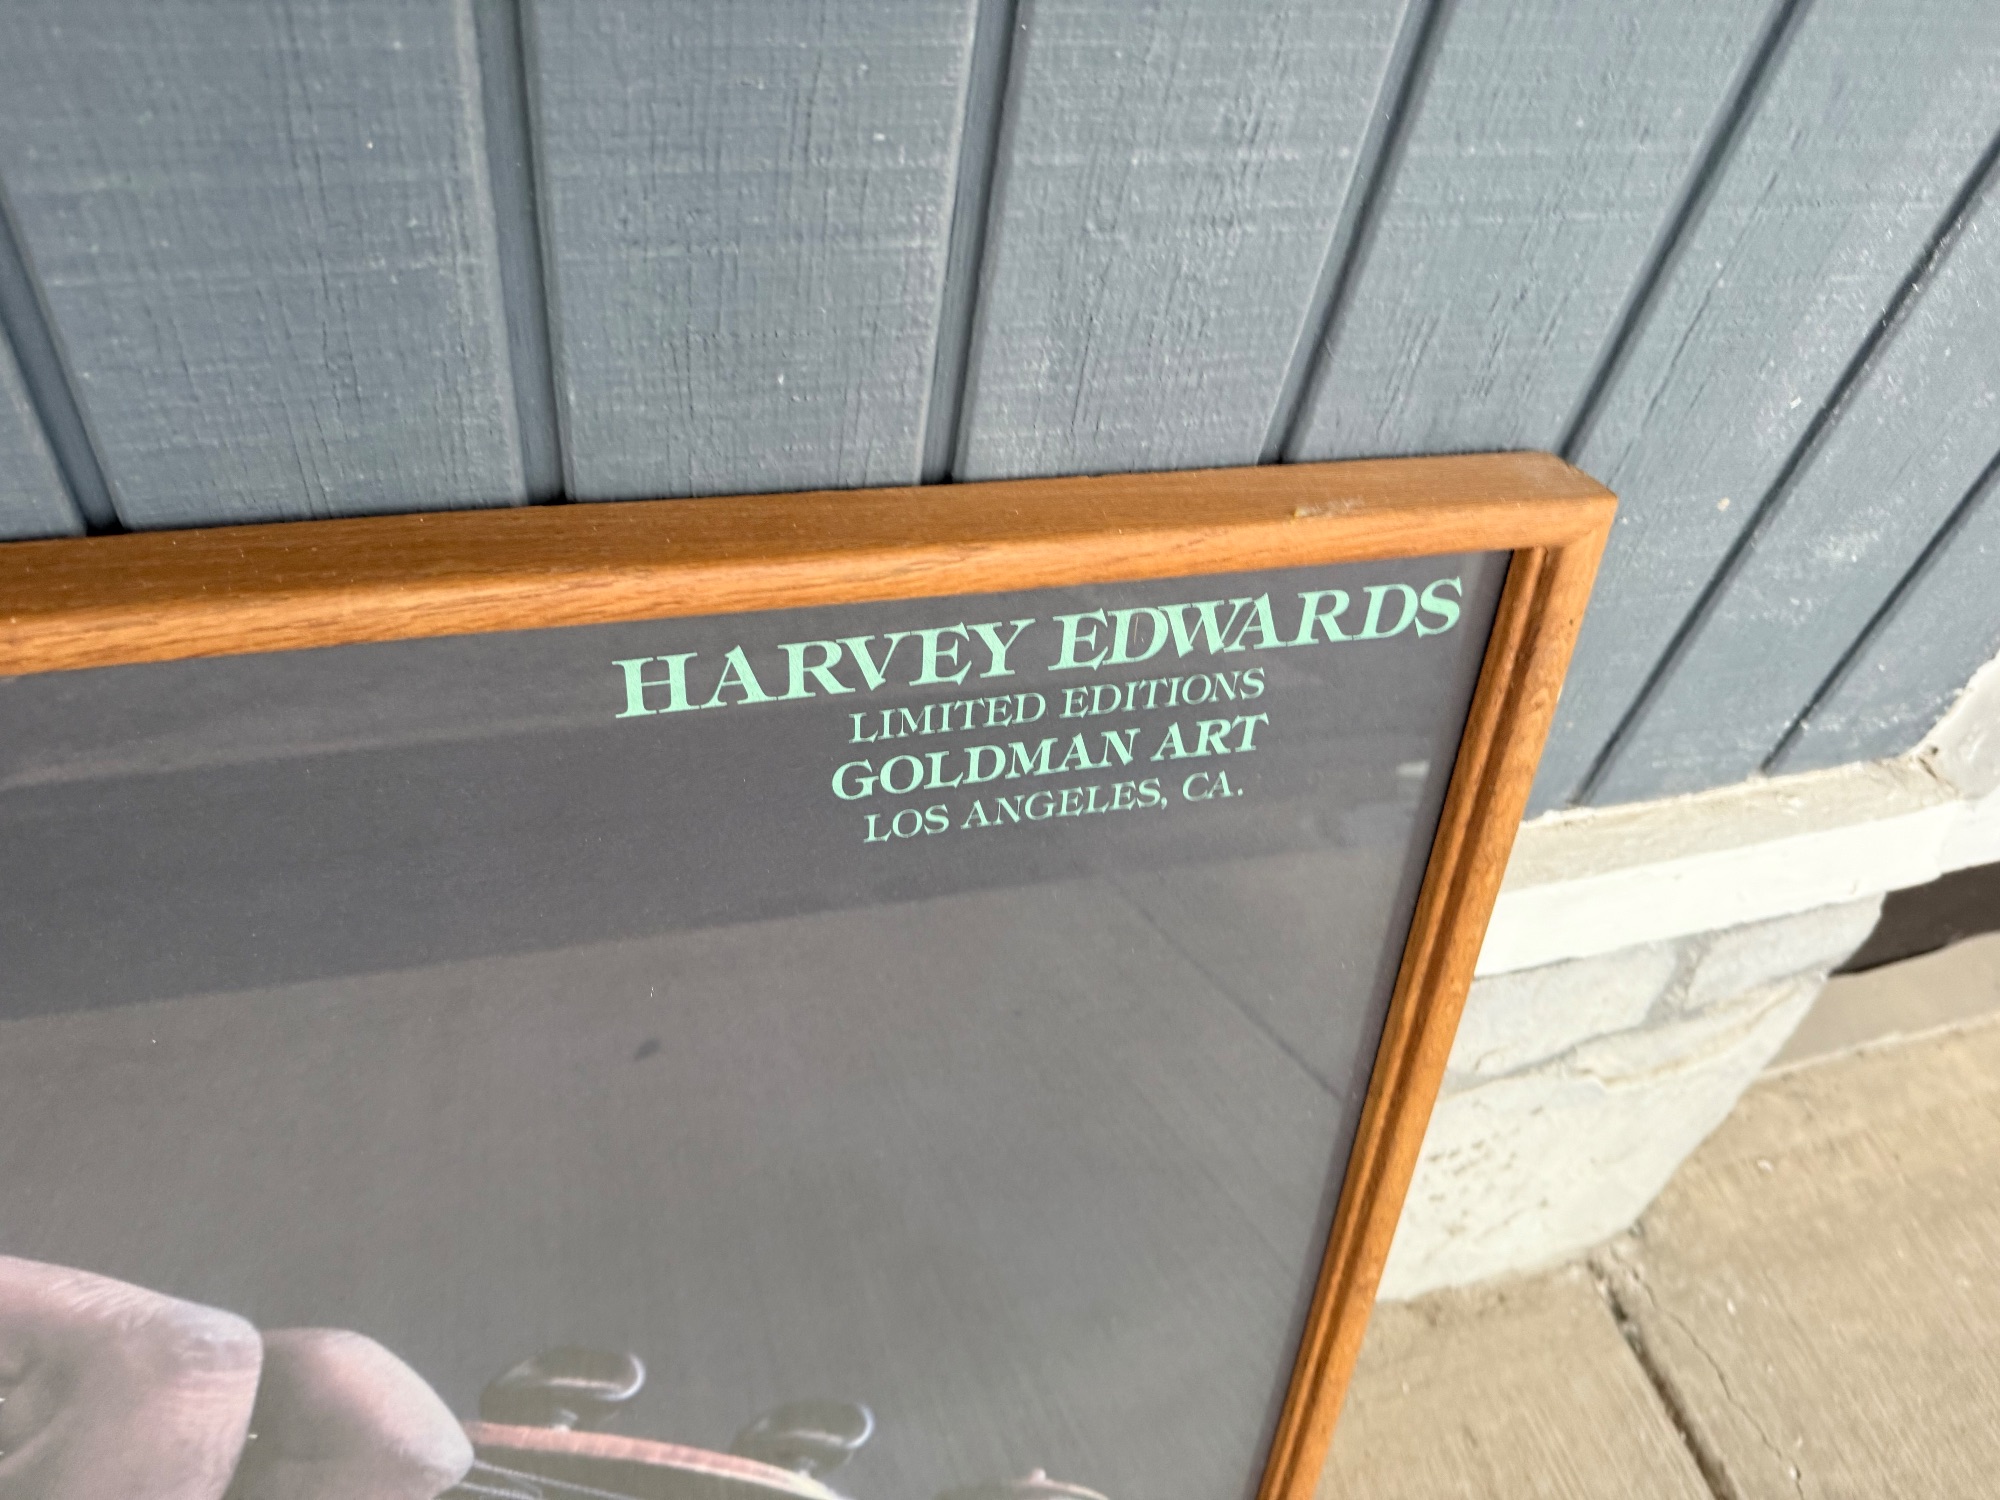 HARVEY EDWARDS
LIMITED EDITIONS
GOLDMAN ART
LOS ANGELES, CA.